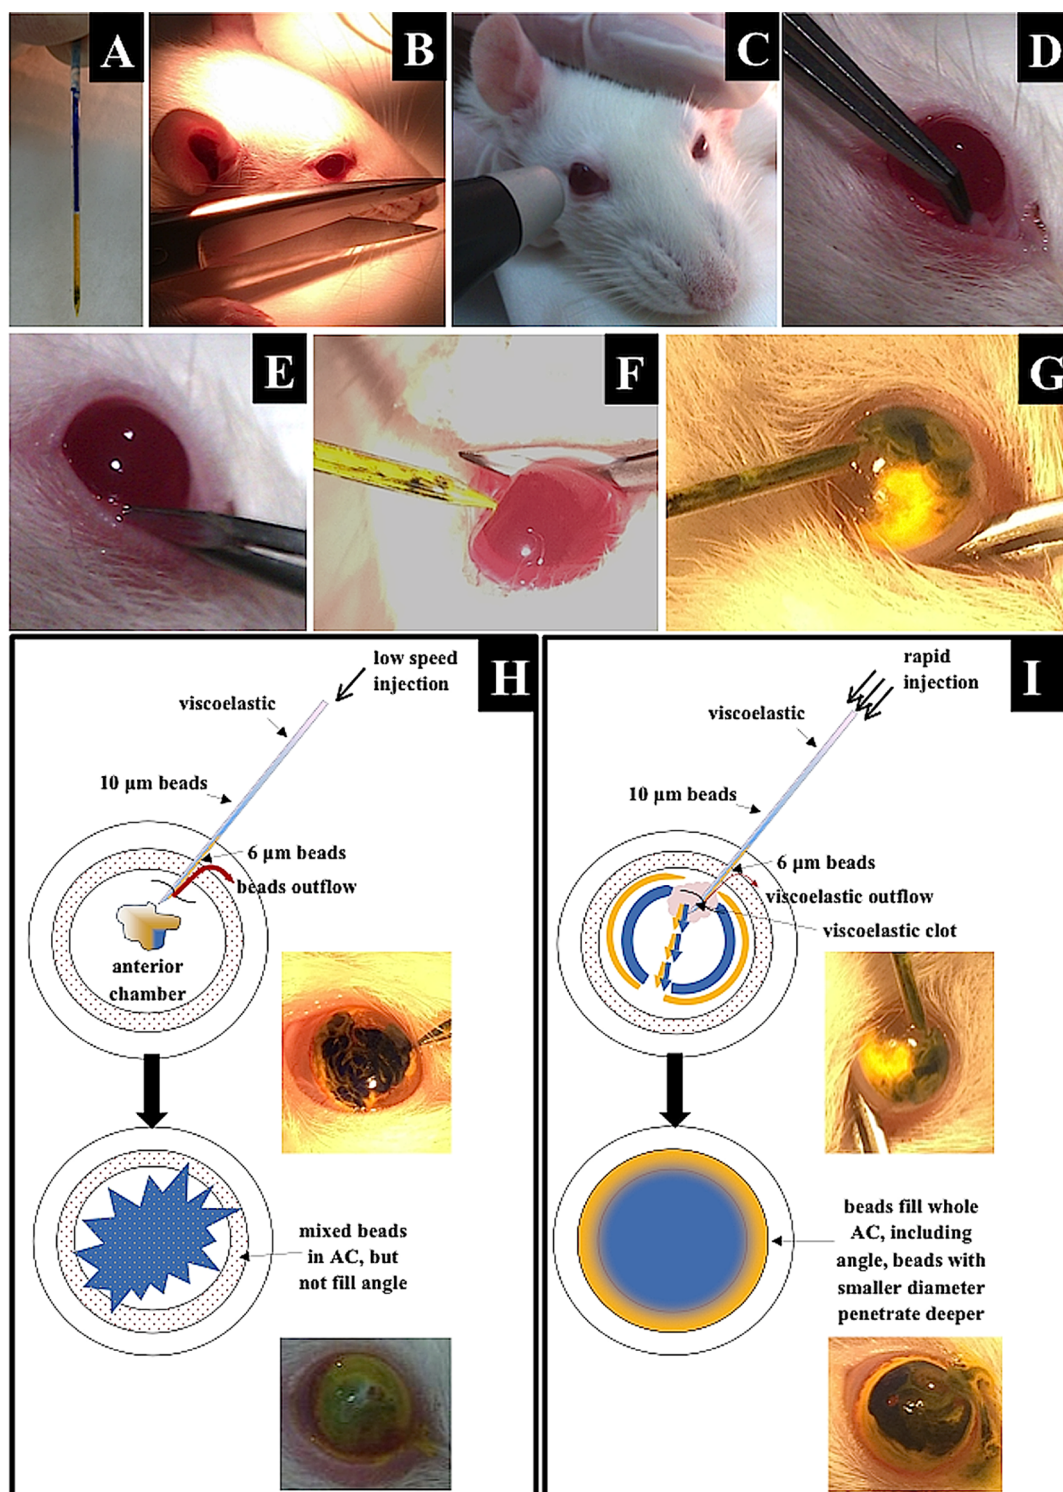 A
B
C
D
E
F
G
H
low speed
injection
viscoelastic
10 µm beads
6 µm beads
beads outflow
anterior
chamber
mixed beads
in AC, but
not fill angle
I
rapid
injection
viscoelastic
10 µm beads
6 µm beads
viscoelastic outflow
viscoelastic clot
beads fill whole
AC, including
angle, beads with
smaller diameter
penetrate deeper